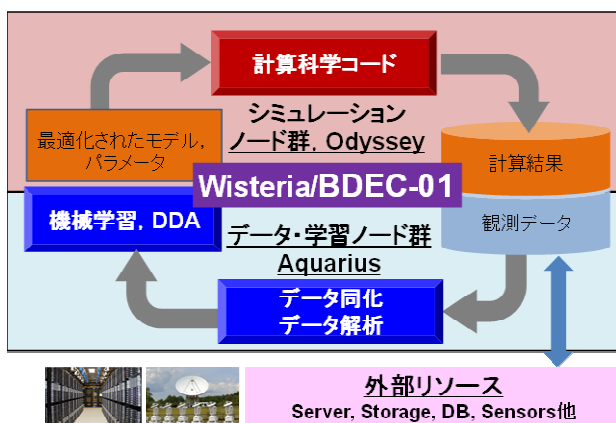 計算科学コード
シミュレーション
ノード群, Odyssey
最適化されたモデル,
パラメータ
計算結果
Wisteria/BDEC-01
機械学習, DDA
観測データ
データ・学習ノード群
Aquarius
データ同化
データ解析
外部リソース
Server, Storage, DB, Sensors他